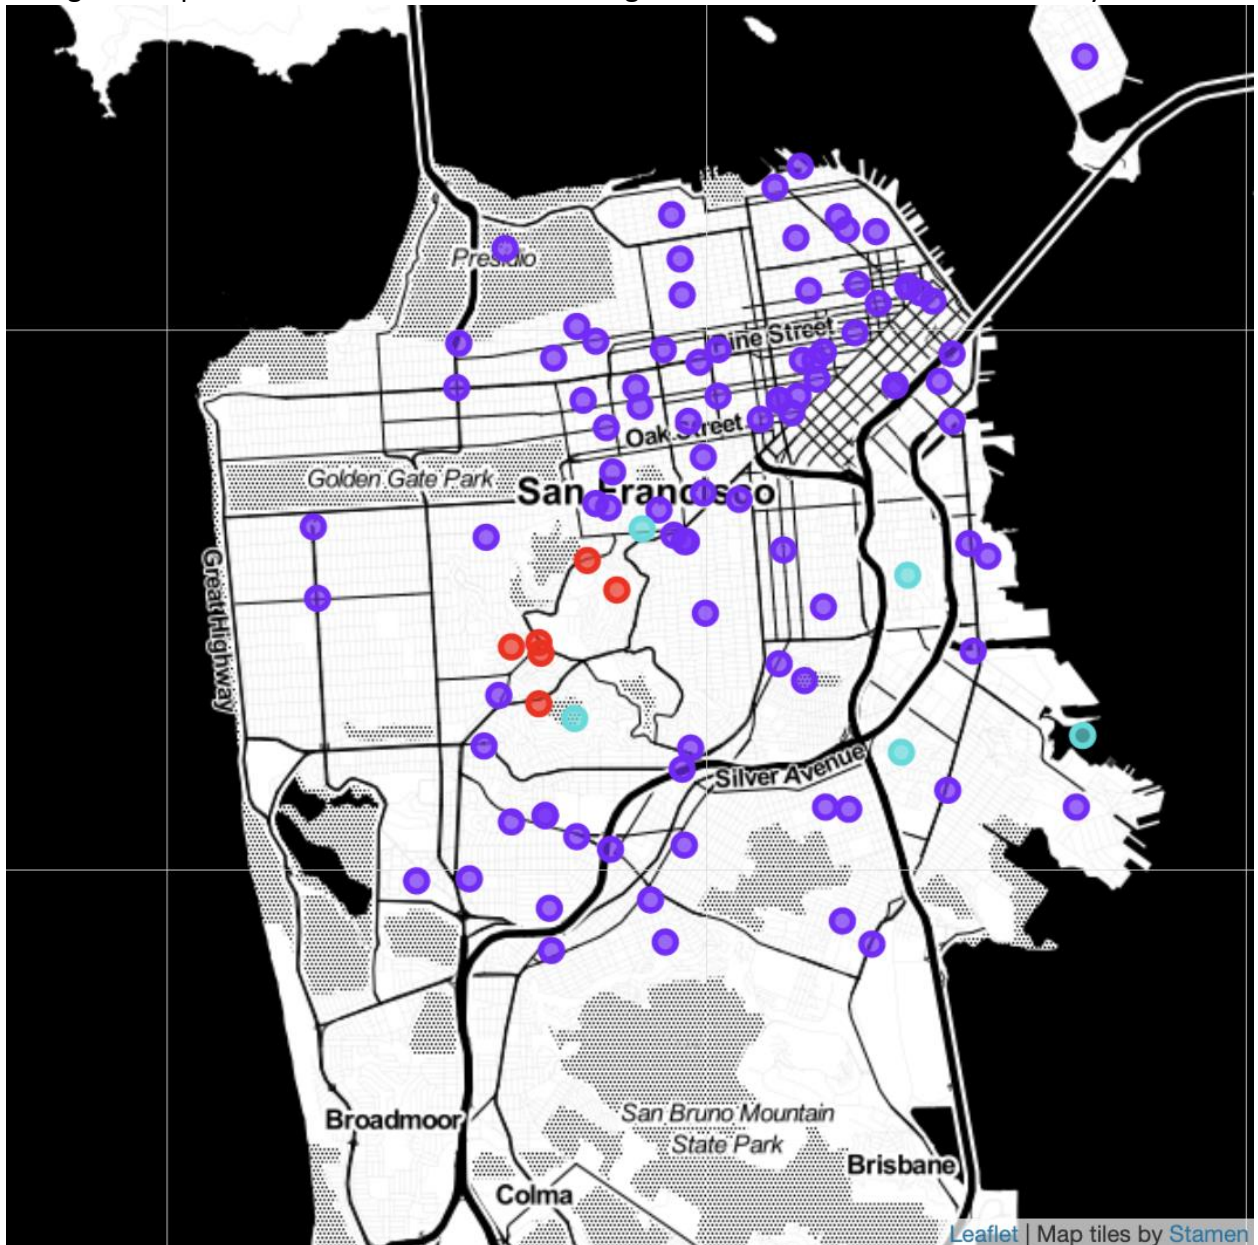 Presidio
Pine Street
Oak Street
Golden Gate Park
San Francisco
Great Highway
Silver Avenue
San Bruno Mountain
State Park
Broadmoor
Brisbane
Colma
Leaflet | Map tiles by Stamen